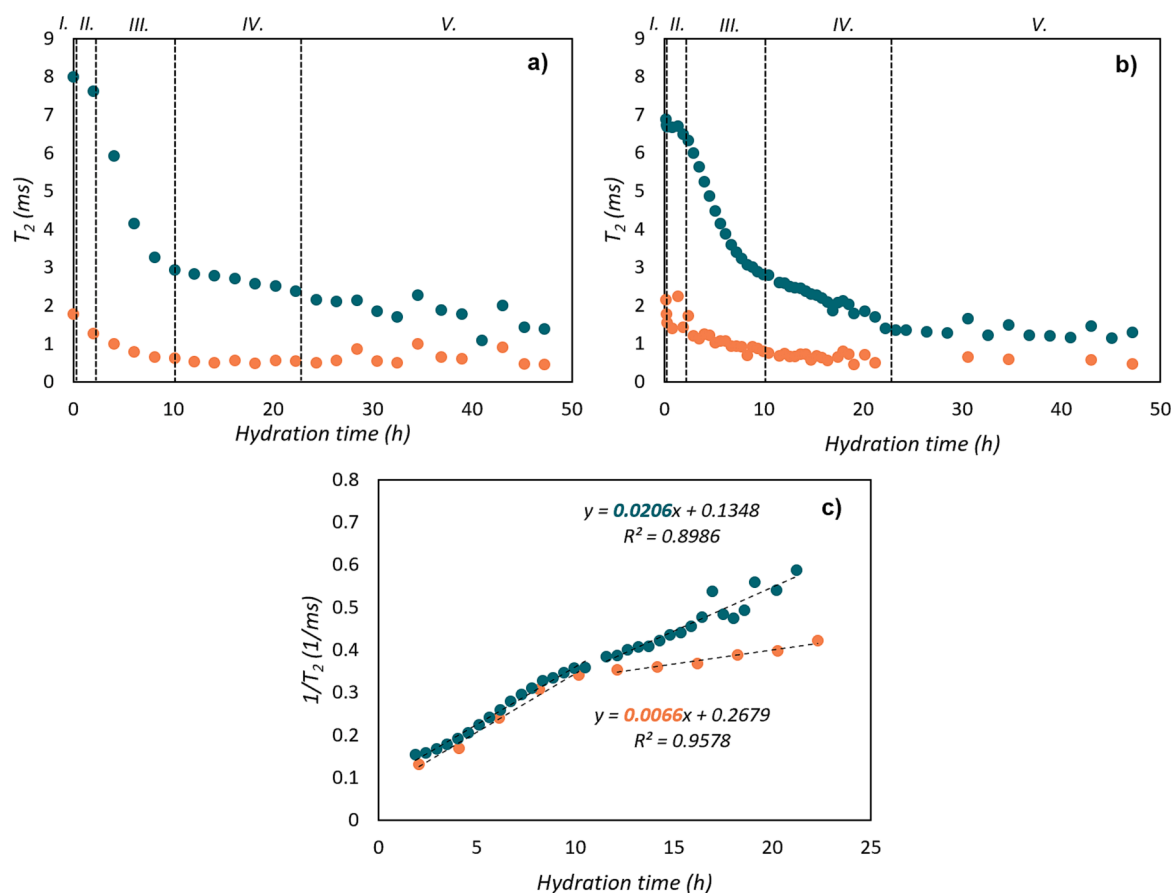 I. II. III. IV. V.
a)
9
8
7
6
5
4
3
2
1
0
T2 (ms)
0 10 20 30 40 50
Hydration time (h)
I. II. III. IV. V.
b)
9
8
7
6
5
4
3
2
1
0
T2 (ms)
0 10 20 30 40 50
Hydration time (h)
c)
0.8
0.7
0.6
0.5
0.4
0.3
0.2
0.1
0
1/T2 (1/ms)
y = 0.0206x + 0.1348
R² = 0.8986
y = 0.0066x + 0.2679
R² = 0.9578
0 5 10 15 20 25
Hydration time (h)